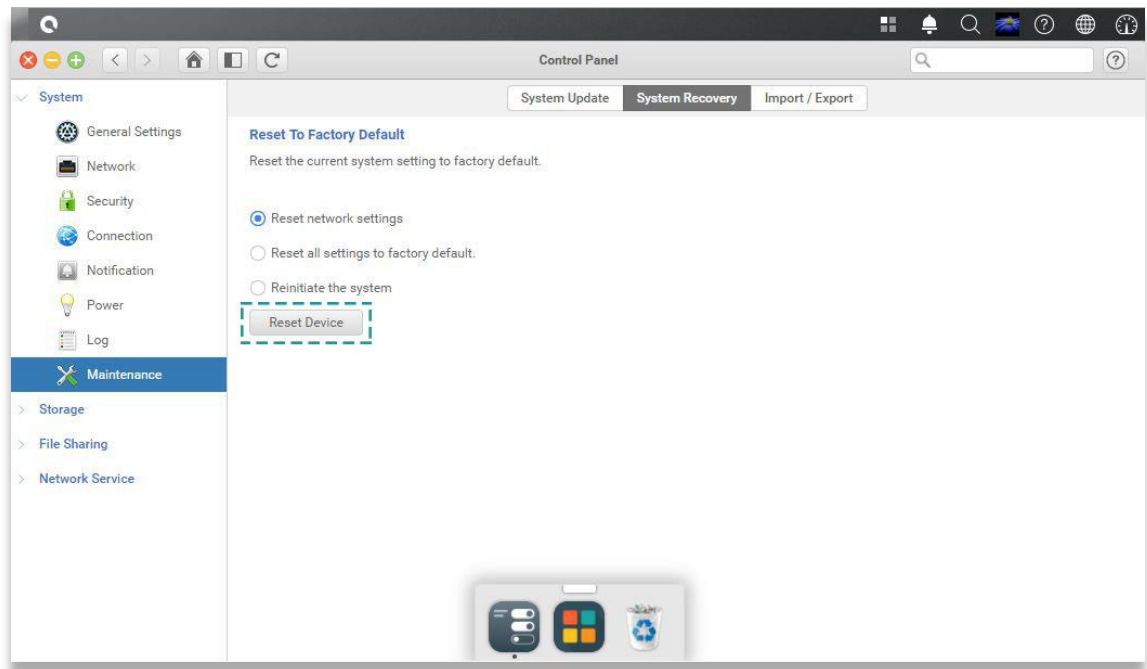 Control Panel
System
General Settings
Network
Security
Connection
Notification
Power
Log
Maintenance
Storage
File Sharing
Network Service
System Update
System Recovery
Import / Export
Reset To Factory Default
Reset the current system setting to factory default.
Reset network settings
Reset all settings to factory default.
Reinitiate the system
Reset Device